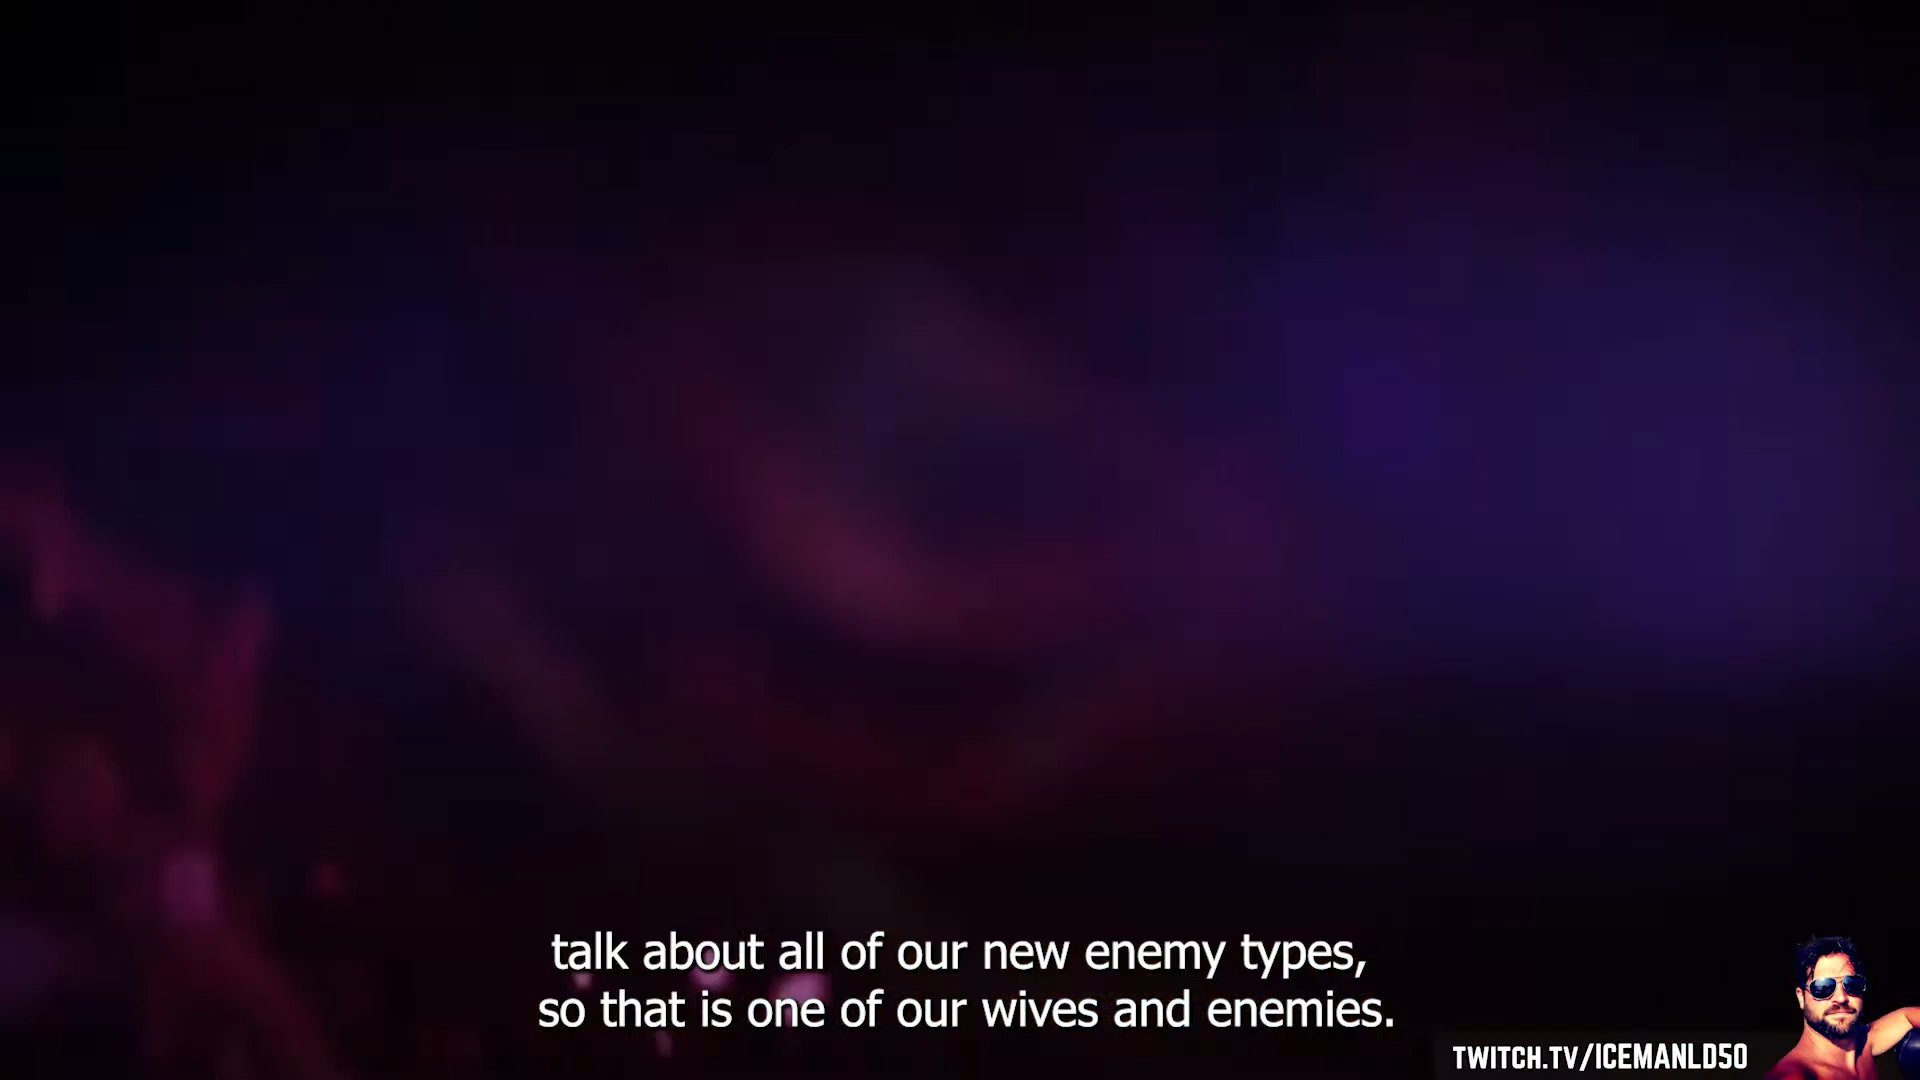 talk about all of our new enemy types,
so that is one of our wives and enemies.
TWITCH.TV/ICEMANLD50